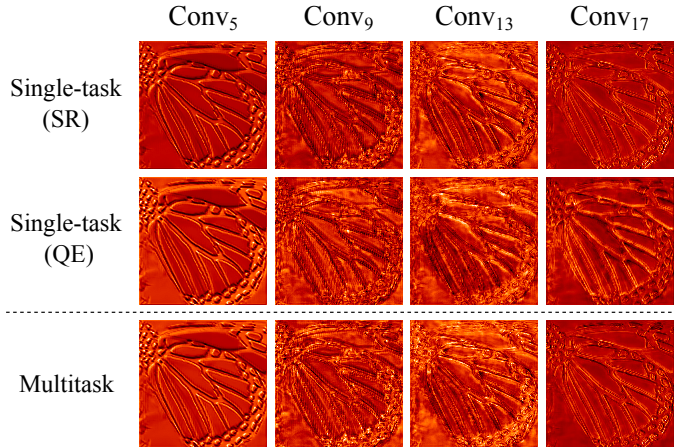 Conv₅ Conv₉ Conv₁₃ Conv₁₇
Single-task
(SR)
Single-task
(QE)
Multitask